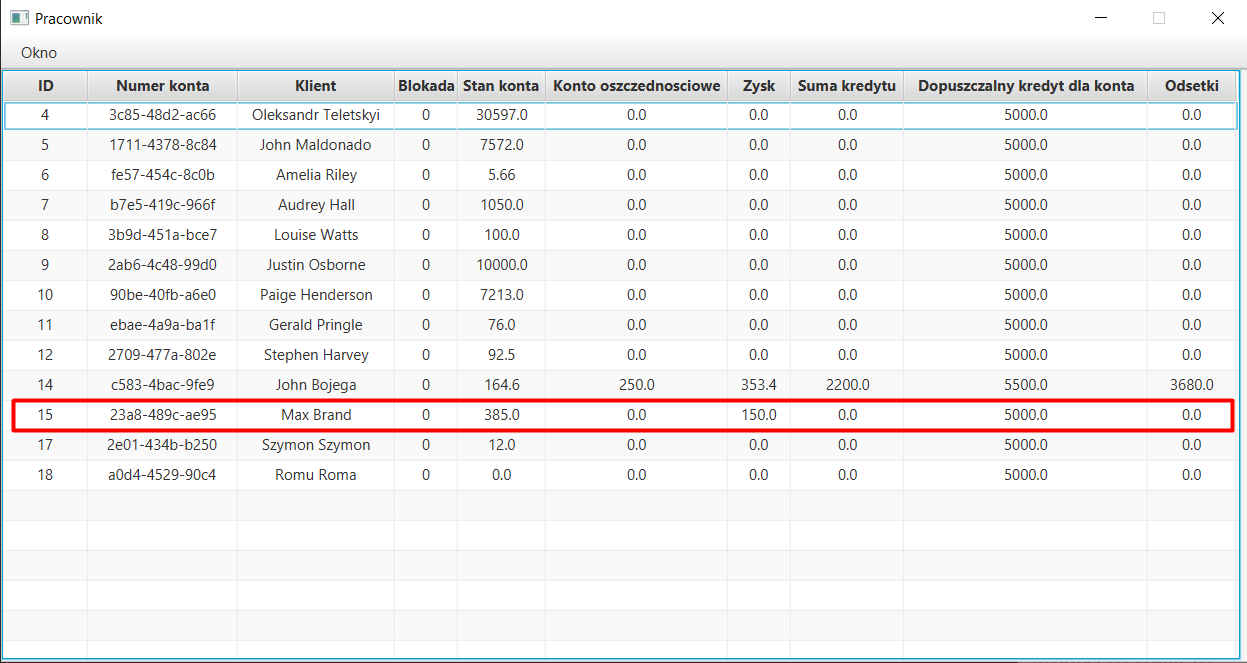 Pracownik
Okno
ID Numer konta Klient Blokada Stan konta Konto oszczednosciowe Zysk Suma kredytu Dopuszczalny kredyt dla konta Odsetki
4 3c85-48d2-ac66 Oleksandr Teletskyi 0 30597.0 0.0 0.0 0.0 5000.0 0.0
5 1711-4378-8c84 John Maldonado 0 7572.0 0.0 0.0 0.0 5000.0 0.0
6 fe57-454c-8c0b Amelia Riley 0 5.66 0.0 0.0 0.0 5000.0 0.0
7 b7e5-419c-966f Audrey Hall 0 1050.0 0.0 0.0 0.0 5000.0 0.0
8 3b9d-451a-bce7 Louise Watts 0 100.0 0.0 0.0 0.0 5000.0 0.0
9 2ab6-4c48-99d0 Justin Osborne 0 10000.0 0.0 0.0 0.0 5000.0 0.0
10 90be-40fb-a6e0 Paige Henderson 0 7213.0 0.0 0.0 0.0 5000.0 0.0
11 ebae-4a9a-ba1f Gerald Pringle 0 76.0 0.0 0.0 0.0 5000.0 0.0
12 2709-477a-802e Stephen Harvey 0 92.5 0.0 0.0 0.0 5000.0 0.0
14 c583-4bac-9fe9 John Bojega 0 164.6 250.0 353.4 2200.0 5500.0 3680.0
15 23a8-489c-ae95 Max Brand 0 385.0 0.0 150.0 0.0 5000.0 0.0
17 2e01-434b-b250 Szymon Szymon 0 12.0 0.0 0.0 0.0 5000.0 0.0
18 a0d4-4529-90c4 Romu Roma 0 0.0 0.0 0.0 0.0 5000.0 0.0